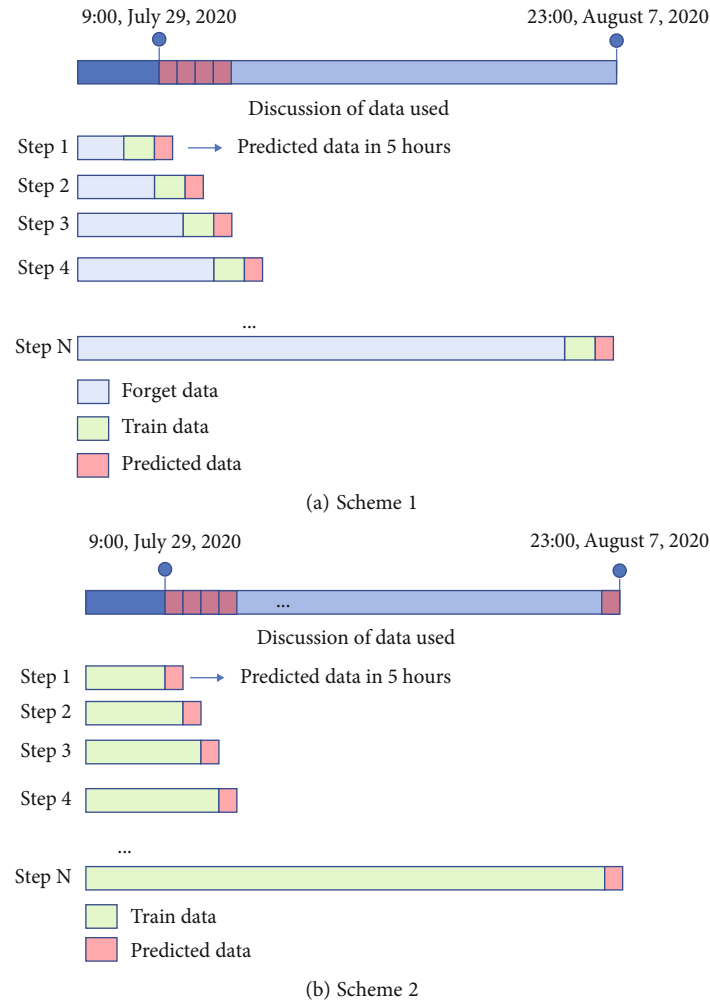 9:00, July 29, 2020
23:00, August 7, 2020
Discussion of data used
Step 1
Predicted data in 5 hours
Step 2
Step 3
Step 4
...
Step N
Forget data
Train data
Predicted data
(a) Scheme 1
9:00, July 29, 2020
23:00, August 7, 2020
...
Discussion of data used
Step 1
Predicted data in 5 hours
Step 2
Step 3
Step 4
...
Step N
Train data
Predicted data
(b) Scheme 2